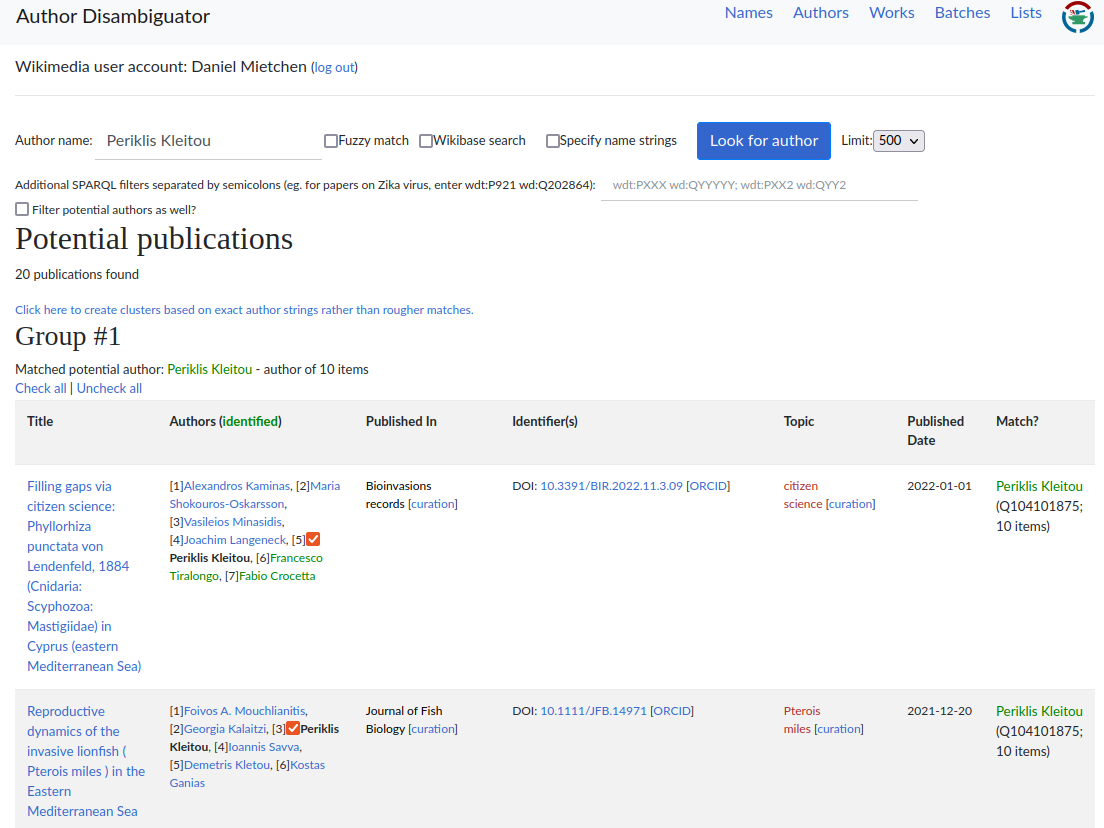 Author Disambiguator
Names Authors Works Batches Lists
Wikimedia user account: Daniel Mietchen (log out)
Author name: Periklis Kleitou Fuzzy match Wikibase search Specify name strings Look for author Limit: 500
Additional SPARQL filters separated by semicolons (eg. for papers on Zika virus, enter wdt:P921 wd:Q202864): wdt:PXXX wd:QYYYYY; wdt:PXX2 wd:QYY2
Filter potential authors as well?
Potential publications
20 publications found
Click here to create clusters based on exact author strings rather than rougher matches.
Group #1
Matched potential author: Periklis Kleitou - author of 10 items
Check all | Uncheck all
Title
Authors (identified)
Published In
Identifier(s)
Topic
Published
Date
Match?
Filling gaps via
citizen science:
Phyllorhiza
punctata von
Lendenfeld, 1884
(Cnidaria:
Scyphozoa:
Mastigiidae) in
Cyprus (eastern
Mediterranean Sea)
[1]Alexandros Kaminas, [2]Maria
Shokouros-Oskarsson,
[3]Vasileios Minasidis,
[4]Joachim Langeneck, [5]
Periklis Kleitou, [6]Francesco
Tiralongo, [7]Fabio Crocetta
Bioinvasions
records [curation]
DOI: 10.3391/BIR.2022.11.3.09 [ORCID]
citizen
science [curation]
2022-01-01
Periklis Kleitou
(Q104101875;
10 items)
Reproductive
dynamics of the
invasive lionfish (
Pterois miles ) in the
Eastern
Mediterranean Sea
[1]Foivos A. Mouchlianitis,
[2]Georgia Kalaitzi, [3]Periklis
Kleitou, [4]Ioannis Savva,
[5]Demetris Kletou, [6]Kostas
Ganias
Journal of Fish
Biology [curation]
DOI: 10.1111/JFB.14971 [ORCID]
Pterois
miles [curation]
2021-12-20
Periklis Kleitou
(Q104101875;
10 items)